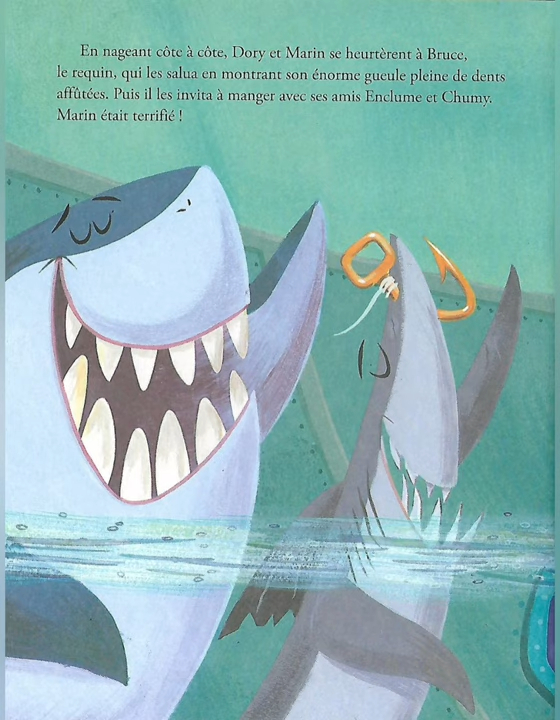 En nageant côte à côte, Dory et Marin se heurtèrent à Bruce,
le requin, qui les salua en montrant son énorme gueule pleine de dents
affûtées. Puis il les invita à manger avec ses amis Enclume et Chumy.
Marin était terrifié !